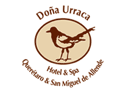 Doña Urraca
Hotel & Spa
Querétaro & San Miguel de Allende